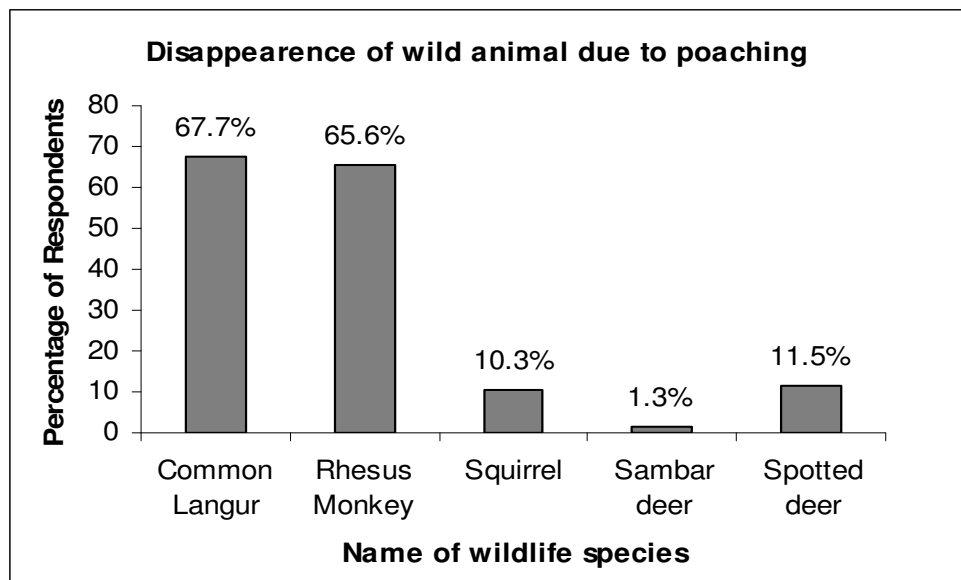 Disappearence of wild animal due to poaching
Percentage of Respondents
80
70
60
50
40
30
20
10
0
67.7%
65.6%
10.3%
1.3%
11.5%
Common
Langur
Rhesus
Monkey
Squirrel
Sambar
deer
Spotted
deer
Name of wildlife species